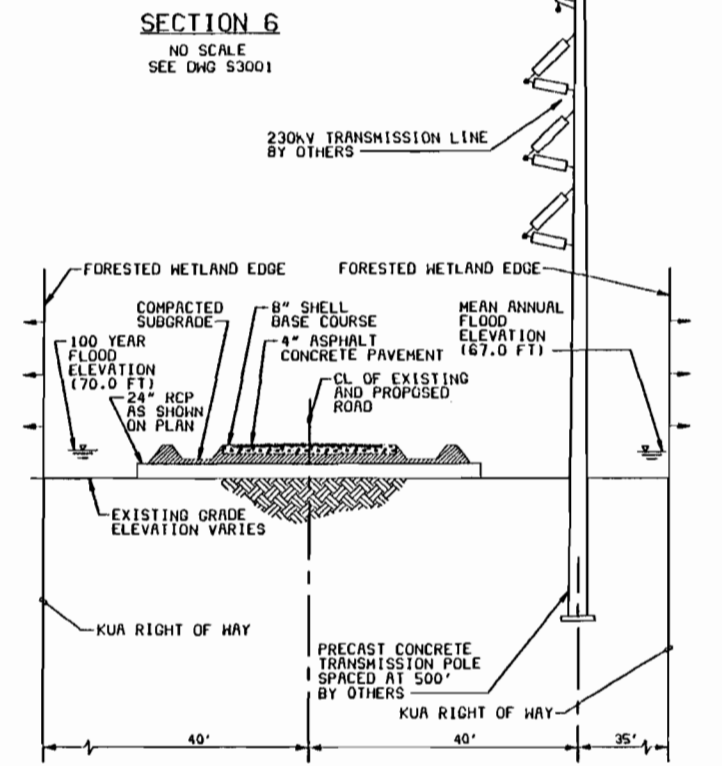 SECTION 6
NO SCALE
SEE DWG S3001
230kV TRANSMISSION LINE
BY OTHERS
FORESTED WETLAND EDGE
FORESTED WETLAND EDGE
COMPACTED
SUBGRADE
8" SHELL
BASE COURSE
4" ASPHALT
CONCRETE PAVEMENT
MEAN ANNUAL
FLOOD
ELEVATION
(67.0 FT)
100 YEAR
FLOOD
ELEVATION
(70.0 FT)
24" RCP
AS SHOWN
ON PLAN
CL OF EXISTING
AND PROPOSED
ROAD
EXISTING GRADE
ELEVATION VARIES
KUA RIGHT OF WAY
PRECAST CONCRETE
TRANSMISSION POLE
SPACED AT 500'
BY OTHERS
KUA RIGHT OF WAY
40'
40'
35'